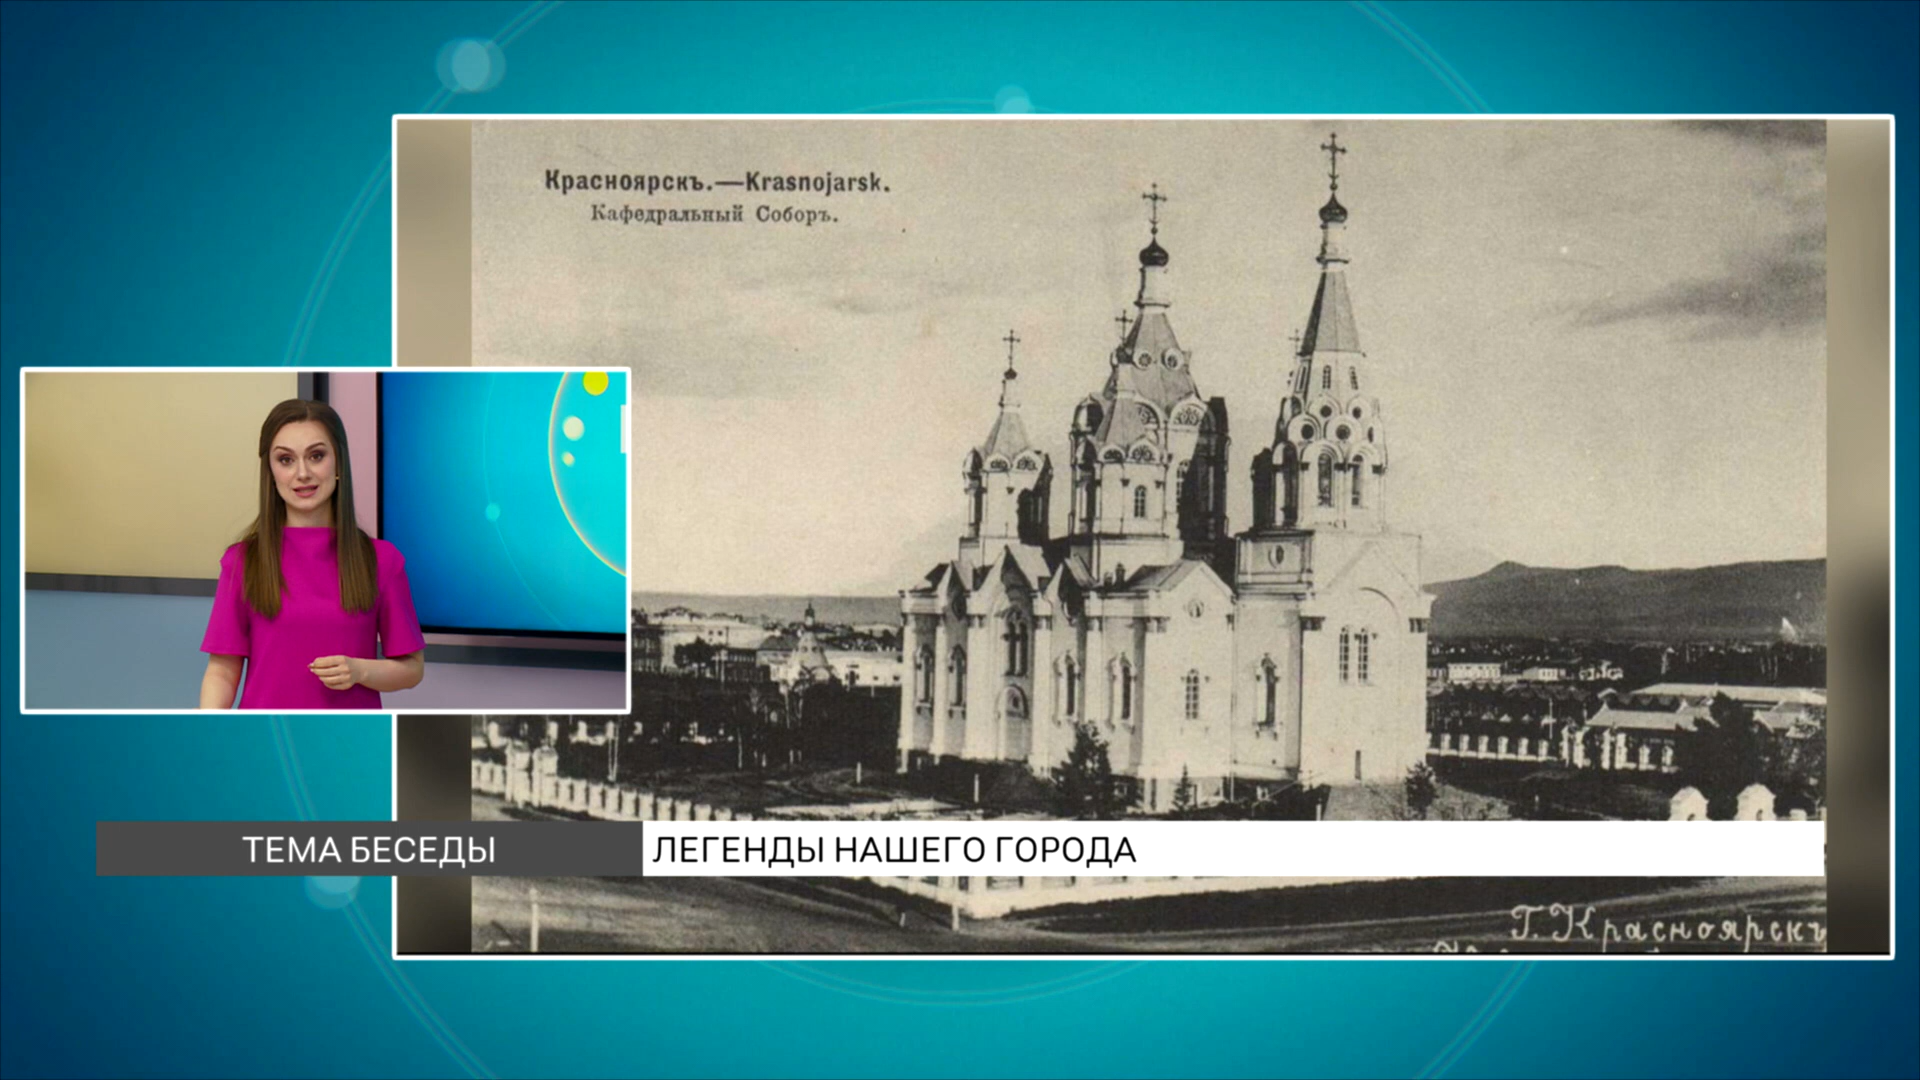 Красноярскъ.—Krasnojarsk.
Кафедральный Соборъ.
ТЕМА БЕСЕДЫ
ЛЕГЕНДЫ НАШЕГО ГОРОДА
Г. Красноярскъ